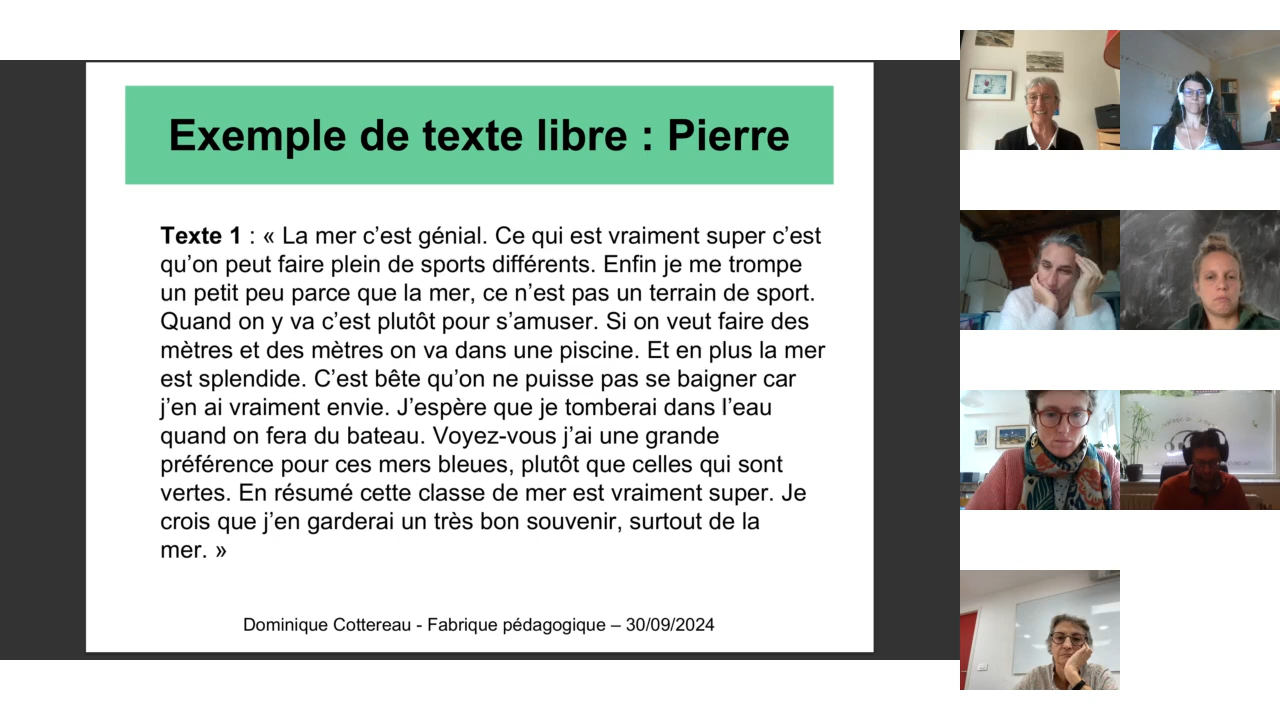 Exemple de texte libre : Pierre
Texte 1 : « La mer c’est génial. Ce qui est vraiment super c’est
qu’on peut faire plein de sports différents. Enfin je me trompe
un petit peu parce que la mer, ce n’est pas un terrain de sport.
Quand on y va c’est plutôt pour s’amuser. Si on veut faire des
mètres et des mètres on va dans une piscine. Et en plus la mer
est splendide. C’est bête qu’on ne puisse pas se baigner car
j’en ai vraiment envie. J’espère que je tomberai dans l’eau
quand on fera du bateau. Voyez-vous j’ai une grande
préférence pour ces mers bleues, plutôt que celles qui sont
vertes. En résumé cette classe de mer est vraiment super. Je
crois que j’en garderai un très bon souvenir, surtout de la
mer. »
Dominique Cottereau - Fabrique pédagogique – 30/09/2024